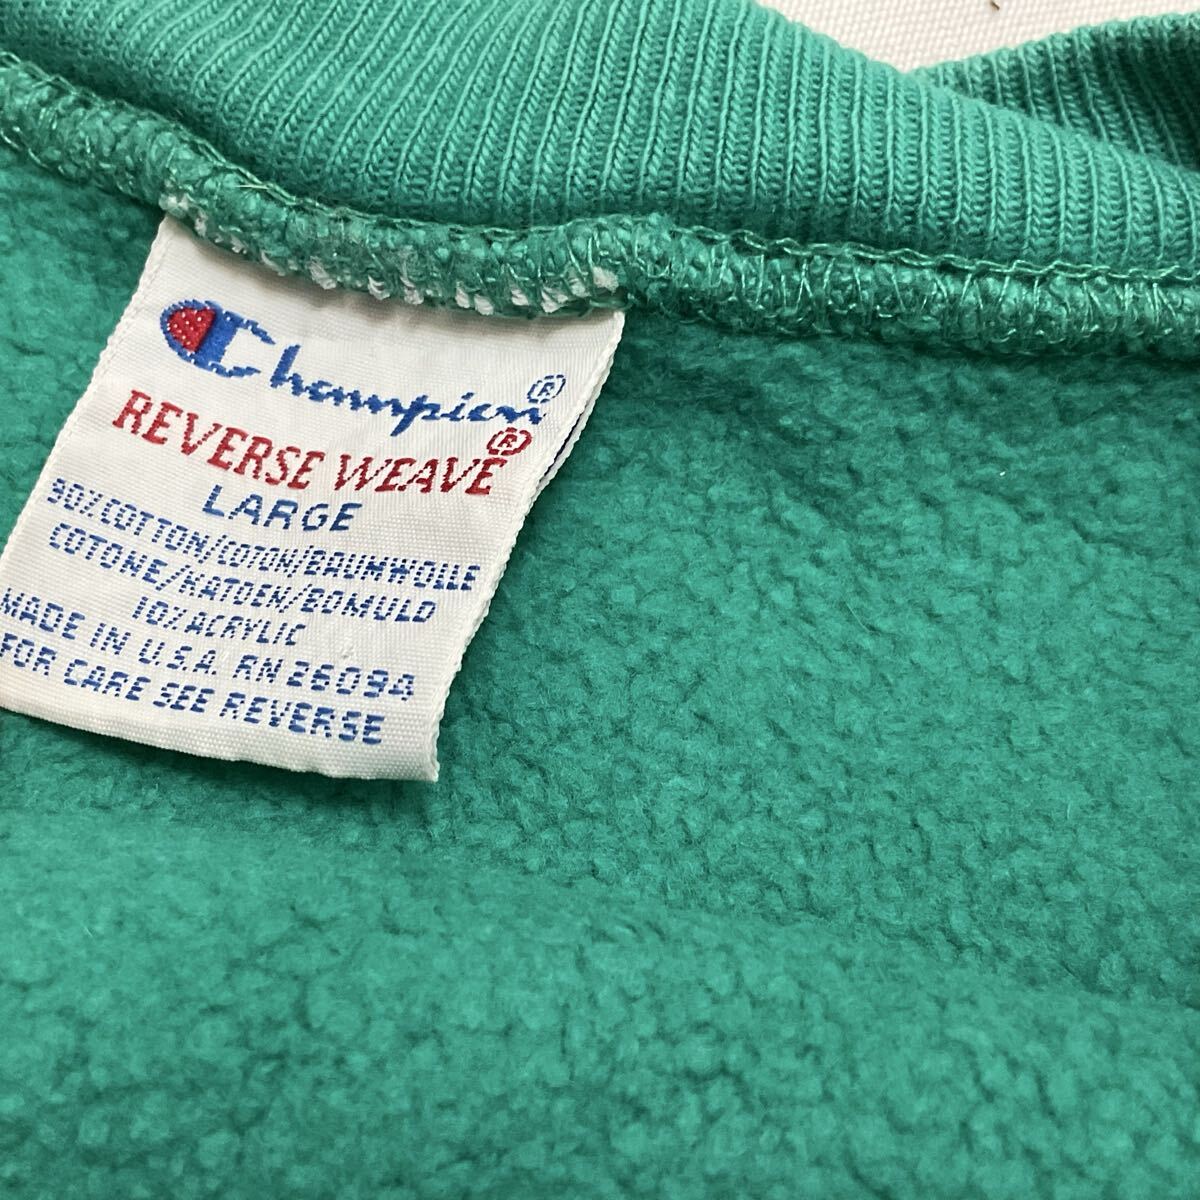 Champion®
REVERSE WEAVE®
LARGE
90% COTTON/COTON/BAUMWOLLE
COTONE/KATOEN/BOMULD
10% ACRYLIC
MADE IN U.S.A. RN 26094
FOR CARE SEE REVERSE